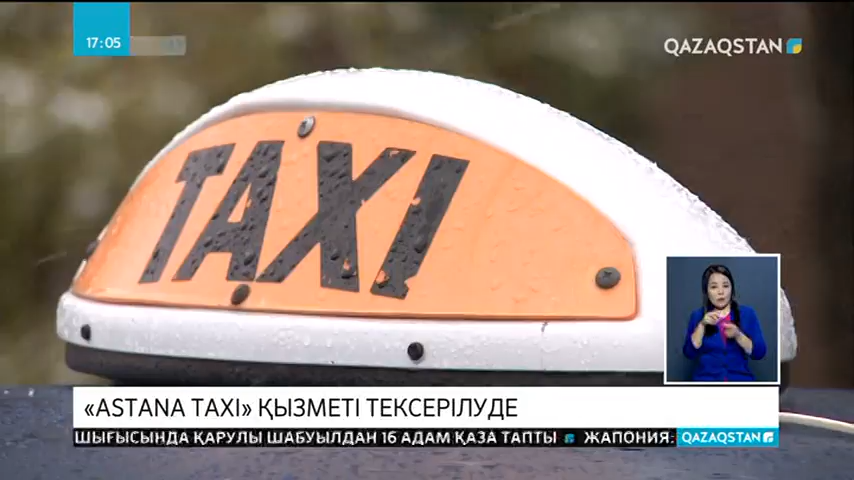 17:05
QAZAQSTAN
TAXI
«ASTANA TAXI» ҚЫЗМЕТІ ТЕКСЕРІЛУДЕ
ШЫҒЫСЫНДА ҚАРУЛЫ ШАБУЫЛДАН 16 АДАМ ҚАЗА ТАПТЫ ЖАПОНИЯ: QAZAQSTAN